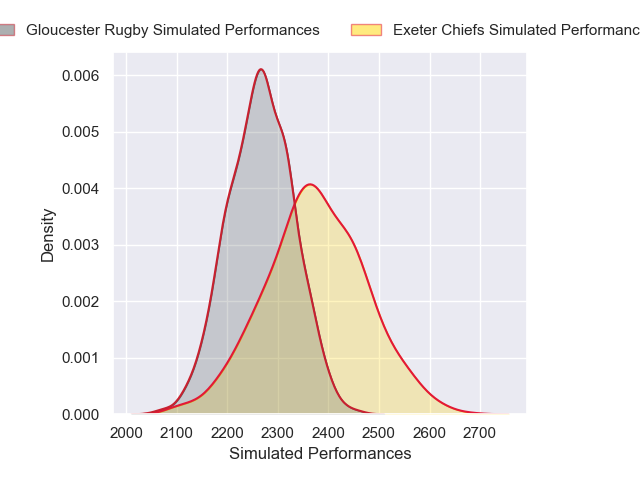 Gloucester Rugby Simulated Performances
Exeter Chiefs Simulated
0.006
0.005
0.004
0.003
0.002
0.001
0.000
Density
2000 2100 2200 2300 2400 2500 2600 2700
Simulated Performances